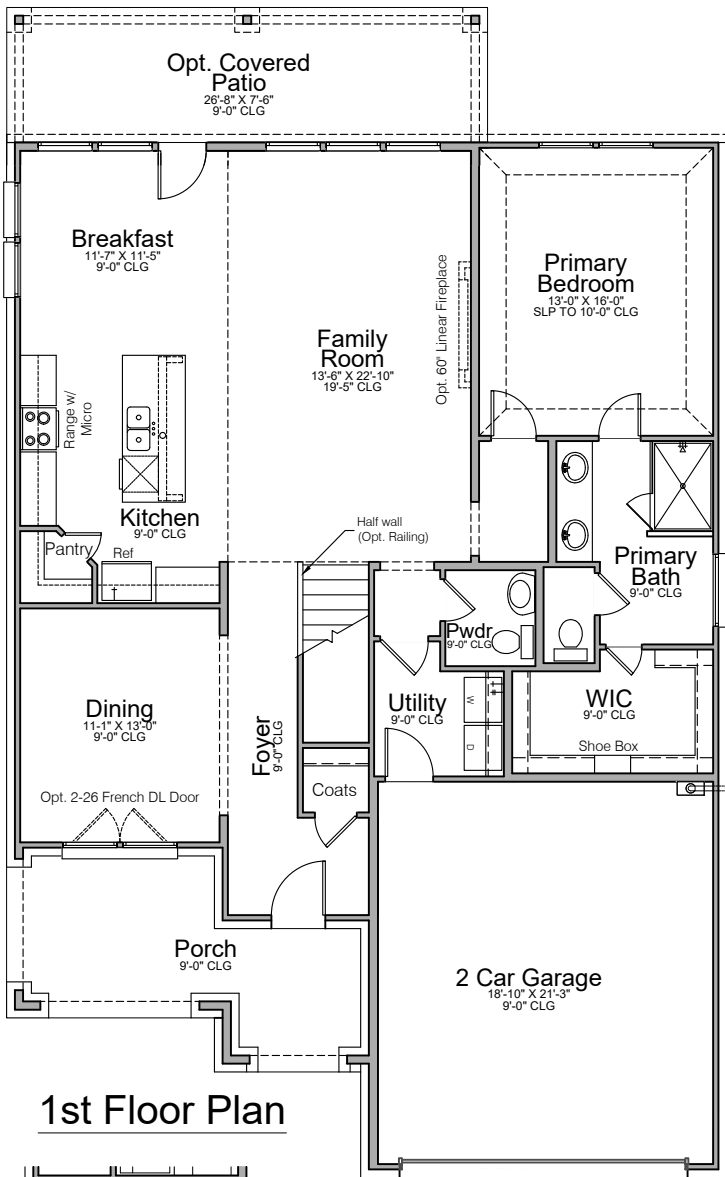 Opt. Covered
Patio
26'-8" X 7'-6"
9'-0" CLG
Breakfast
11'-7" X 11'-5"
9'-0" CLG
Family
Room
13'-6" X 22'-10"
19'-5" CLG
Opt. 60" Linear Fireplace
Primary
Bedroom
13'-0" X 16'-0"
SLP TO 10'-0" CLG
Range w/
Micro
Kitchen
9'-0" CLG
Pantry
Ref
Half wall
(Opt. Railing)
Primary
Bath
9'-0" CLG
Pwdr
9'-0" CLG
Utility
9'-0" CLG
W
D
WIC
9'-0" CLG
Shoe Box
Dining
11-1" X 13'-0"
9'-0" CLG
Foyer
9'-0" CLG
Coats
Opt. 2-26 French DL Door
Porch
9'-0" CLG
2 Car Garage
18'-10" X 21'-3"
9'-0" CLG
1st Floor Plan